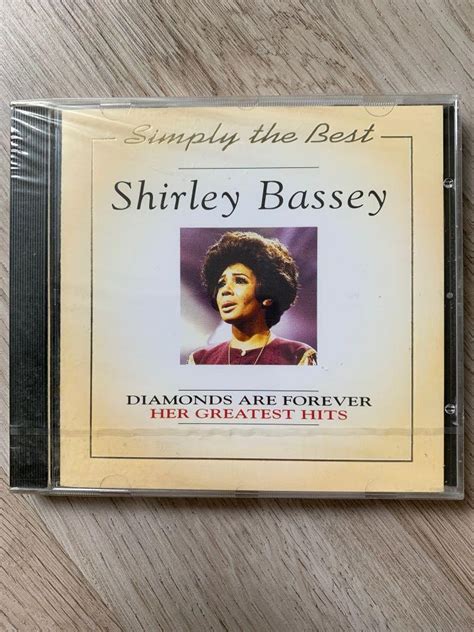 Simply the Best
Shirley Bassey
DIAMONDS ARE FOREVER
HER GREATEST HITS